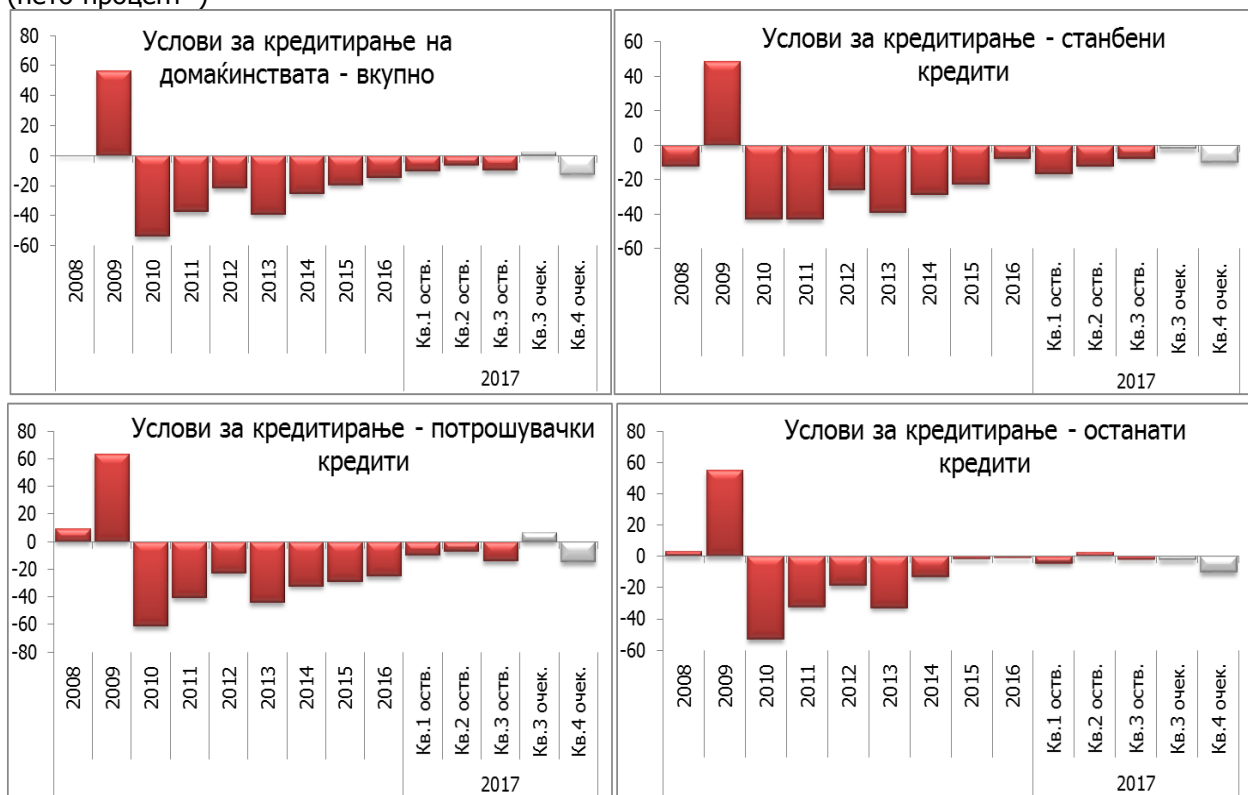 (нето процент*)
Услови за кредитирање на
домаќинствата - вкупно
80
60
40
20
0
-20
-40
-60
2008
2009
2010
2011
2012
2013
2014
2015
2016
Кв.1 оств.
Кв.2 оств.
Кв.3 оств.
Кв.3 очек.
Кв.4 очек.
2017
Услови за кредитирање - станбени
кредити
60
40
20
0
-20
-40
-60
2008
2009
2010
2011
2012
2013
2014
2015
2016
Кв.1 оств.
Кв.2 оств.
Кв.3 оств.
Кв.3 очек.
Кв.4 очек.
2017
Услови за кредитирање - потрошувачки
кредити
80
60
40
20
0
-20
-40
-60
-80
2008
2009
2010
2011
2012
2013
2014
2015
2016
Кв.1 оств.
Кв.2 оств.
Кв.3 оств.
Кв.3 очек.
Кв.4 очек.
2017
Услови за кредитирање - останати
кредити
80
60
40
20
0
-20
-40
-60
2008
2009
2010
2011
2012
2013
2014
2015
2016
Кв.1 оств.
Кв.2 оств.
Кв.3 оств.
Кв.3 очек.
Кв.4 очек.
2017